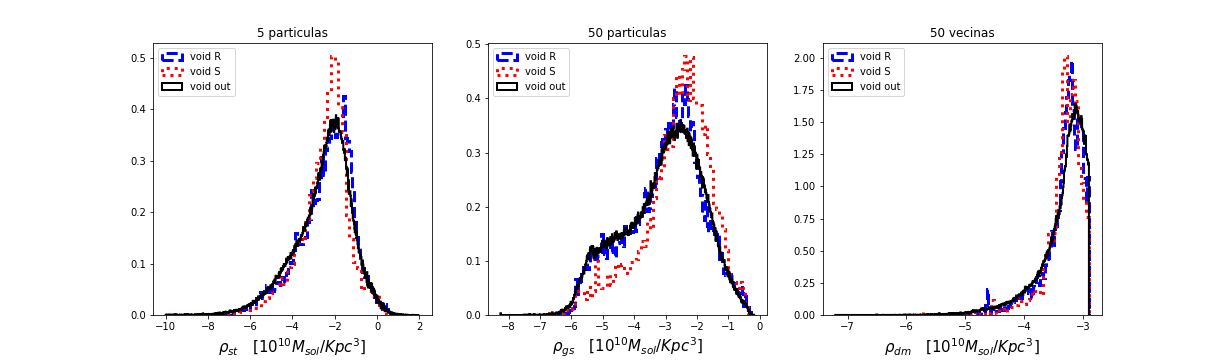 5 particulas
void R
void S
void out
0.5
0.4
0.3
0.2
0.1
0.0
−10 −8 −6 −4 −2 0 2
ρ_st [10^10 M_sol/Kpc^3]
50 particulas
void R
void S
void out
0.5
0.4
0.3
0.2
0.1
0.0
−8 −7 −6 −5 −4 −3 −2 −1 0
ρ_gs [10^10 M_sol/Kpc^3]
50 vecinas
void R
void S
void out
2.00
1.75
1.50
1.25
1.00
0.75
0.50
0.25
0.00
−7 −6 −5 −4 −3
ρ_dm [10^10 M_sol/Kpc^3]